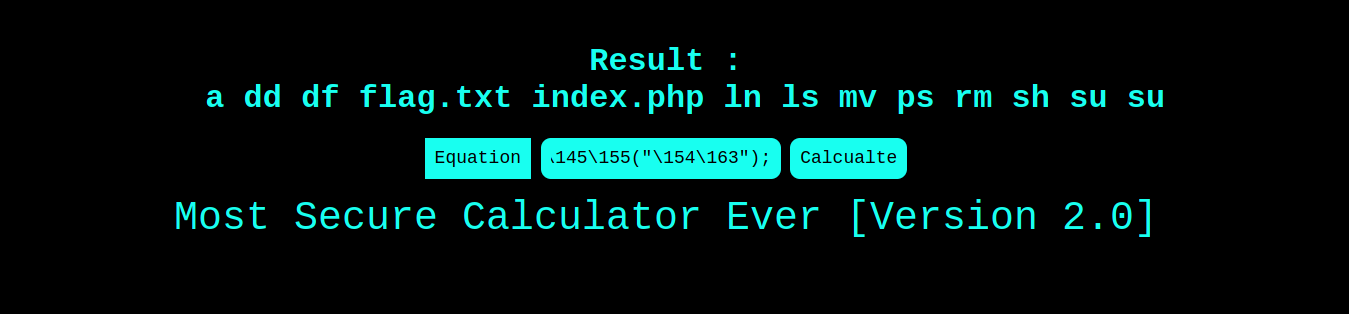 Result :
a dd df flag.txt index.php ln ls mv ps rm sh su su
Equation \145\155("\154\163"); Calcualte
Most Secure Calculator Ever [Version 2.0]